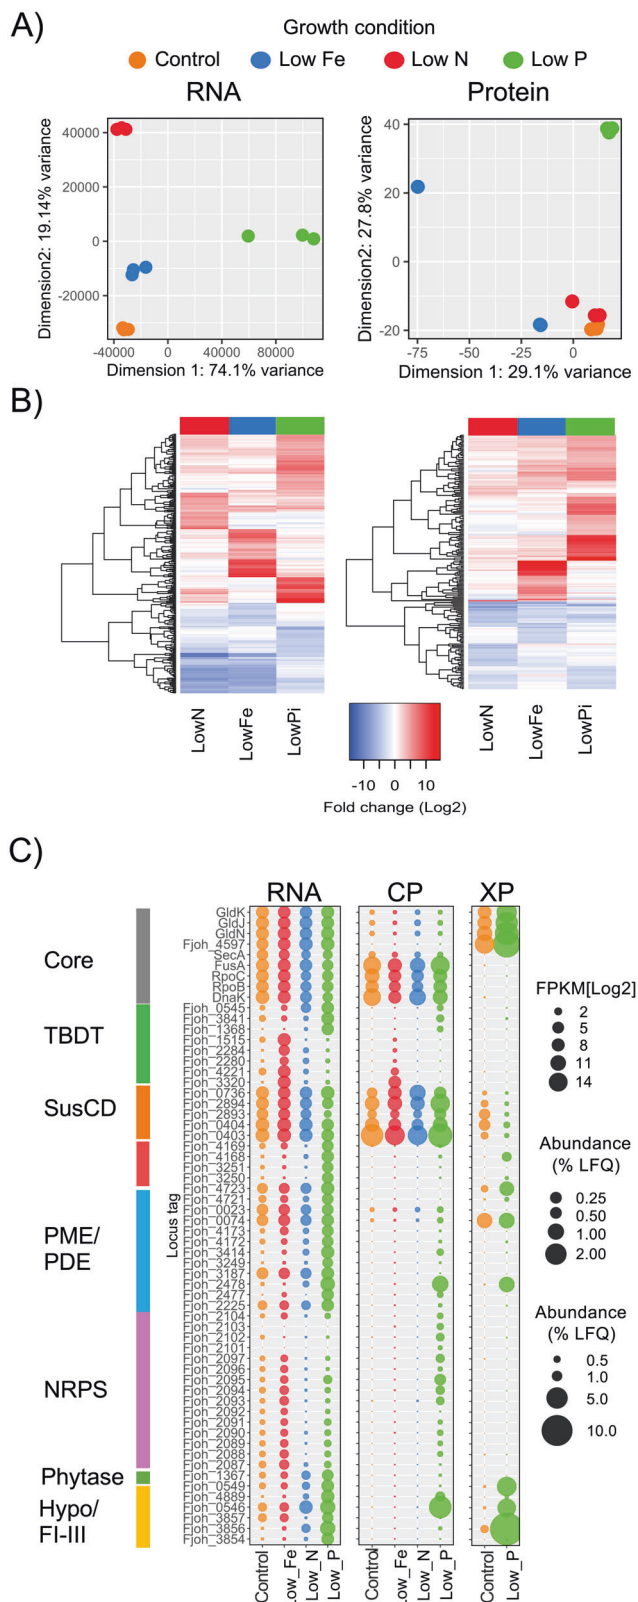 A)
Growth condition
Control Low Fe Low N Low P
RNA Protein
Dimension2: 19.14% variance
40000
20000
0
-20000
-40000 0 40000 80000
Dimension 1: 74.1% variance
Dimension2: 27.8% variance
40
20
0
-20
-75 -50 -25 0
Dimension 1: 29.1% variance
B)
LowN LowFe LowPi
LowN LowFe LowPi
-10 0 10
Fold change (Log2)
C)
RNA CP XP
Core
TBDT
SusCD
PME/
PDE
NRPS
Phytase
Hypo/
FI-III
Locus tag
GldK
GldJ
GldN
Fjoh_4597
SecA
FusA
RpoC
RpoB
DnaK
Fjoh_0545
Fjoh_3841
Fjoh_1368
Fjoh_1515
Fjoh_2284
Fjoh_2280
Fjoh_4221
Fjoh_3320
Fjoh_0736
Fjoh_2894
Fjoh_2893
Fjoh_0404
Fjoh_0403
Fjoh_4169
Fjoh_4168
Fjoh_3251
Fjoh_3250
Fjoh_4723
Fjoh_4721
Fjoh_0023
Fjoh_0074
Fjoh_4173
Fjoh_4172
Fjoh_3414
Fjoh_3249
Fjoh_3187
Fjoh_2478
Fjoh_2477
Fjoh_2225
Fjoh_2104
Fjoh_2103
Fjoh_2102
Fjoh_2101
Fjoh_2097
Fjoh_2096
Fjoh_2095
Fjoh_2094
Fjoh_2093
Fjoh_2092
Fjoh_2091
Fjoh_2090
Fjoh_2089
Fjoh_2088
Fjoh_2087
Fjoh_1367
Fjoh_0549
Fjoh_4889
Fjoh_0546
Fjoh_3857
Fjoh_3856
Fjoh_3854
Control Low_Fe Low_N Low_P
Control Low_Fe Low_N Low_P
Control Low_P
FPKM[Log2]
2
5
8
11
14
Abundance
(% LFQ)
0.25
0.50
1.00
2.00
Abundance
(% LFQ)
0.5
1.0
5.0
10.0